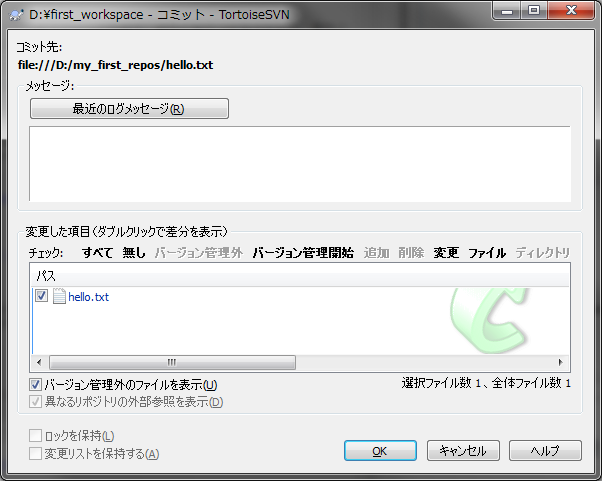 D:¥first_workspace - コミット - TortoiseSVN
コミット先:
file:///D:/my_first_repos/hello.txt
メッセージ:
最近のログメッセージ(R)
変更した項目(ダブルクリックで差分を表示)
チェック: すべて 無し バージョン管理外 バージョン管理開始 追加 削除 変更 ファイル ディレクトリ
パス
hello.txt
バージョン管理外のファイルを表示(U)
選択ファイル数 1、全体ファイル数 1
異なるリポジトリの外部参照を表示(D)
ロックを保持(L)
変更リストを保持する(A)
OK キャンセル ヘルプ